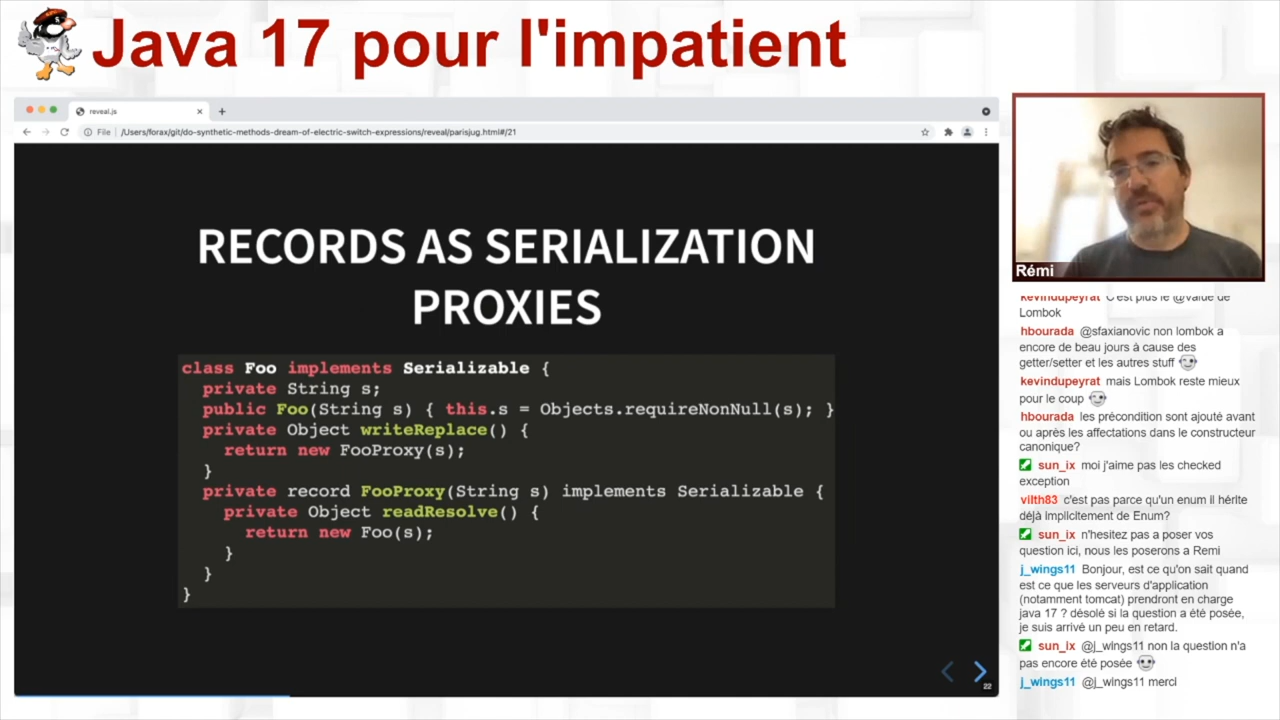 Java 17 pour l'impatient
reveal.js
File | /Users/forax/git/do-synthetic-methods-dream-of-electric-switch-expressions/reveal/parisjug.html#/21
RECORDS AS SERIALIZATION
PROXIES
class Foo implements Serializable {
private String s;
public Foo(String s) { this.s = Objects.requireNonNull(s); }
private Object writeReplace() {
return new FooProxy(s);
}
private record FooProxy(String s) implements Serializable {
private Object readResolve() {
return new Foo(s);
}
}
}
22
Rémi
kevindupeyrat C'est plus le @Value de
Lombok
hbourada @sfaxianovic non lombok a
encore de beau jours à cause des
getter/setter et les autres stuff
kevindupeyrat mais Lombok reste mieux
pour le coup
hbourada les précondition sont ajouté avant
ou après les affectations dans le constructeur
canonique?
sun_ix moi j'aime pas les checked
exception
vilth83 c'est pas parce qu'un enum il hérite
déjà implicitement de Enum?
sun_ix n'hesitez pas a poser vos
question ici, nous les poserons a Remi
j_wings11 Bonjour, est ce qu'on sait quand
est ce que les serveurs d'application
(notamment tomcat) prendront en charge
java 17 ? désolé si la question a été posée,
je suis arrivé un peu en retard.
sun_ix @j_wings11 non la question n'a
pas encore été posée
j_wings11 @j_wings11 merci